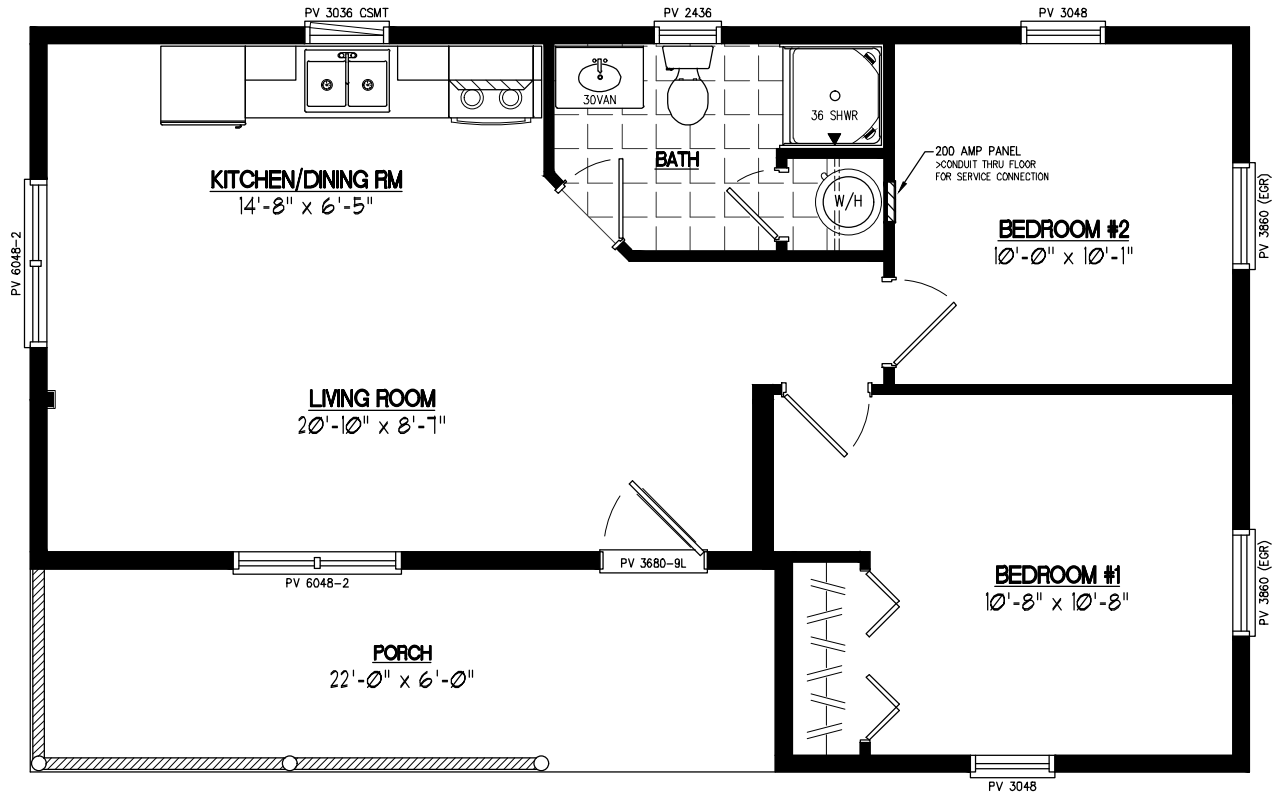 PV 3036 CSMT
PV 2436
PV 3048
30VAN
36 SHWR
200 AMP PANEL
>CONDUIT THRU FLOOR
FOR SERVICE CONNECTION
BATH
KITCHEN/DINING RM
14'-8" x 6'-5"
W/H
PV 3860 (EGR)
BEDROOM #2
10'-0" x 10'-1"
PV 6048-2
LIVING ROOM
20'-10" x 8'-7"
PV 3680-9L
PV 6048-2
BEDROOM #1
10'-8" x 10'-8"
PV 3860 (EGR)
PORCH
22'-0" x 6'-0"
PV 3048